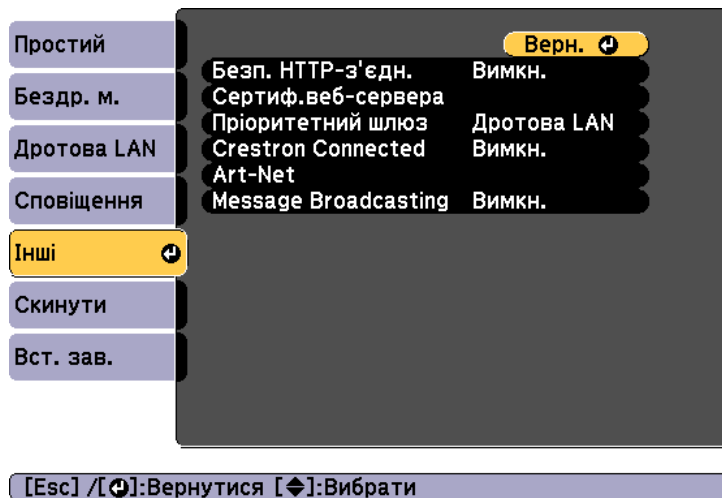 Простий
Бездр. м.
Дротова LAN
Сповіщення
Інші
Скинути
Вст. зав.
Верн.
Безп. HTTP-з'єдн. Вимкн.
Сертиф.веб-сервера
Пріоритетний шлюз Дротова LAN
Crestron Connected Вимкн.
Art-Net
Message Broadcasting Вимкн.
[Esc] /[⏎]:Вернутися [◆]:Вибрати